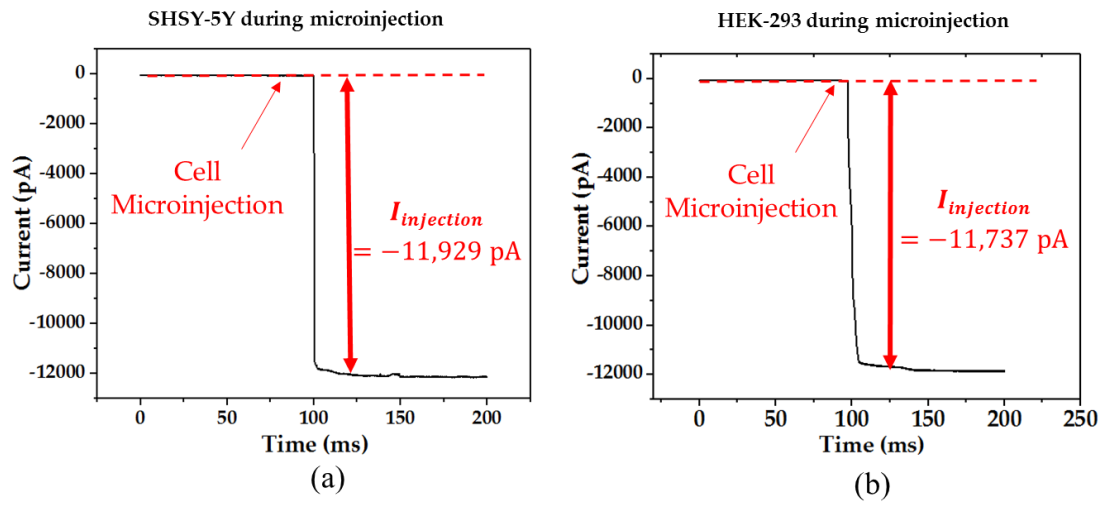 SHSY-5Y during microinjection
0
-2000
-4000
-6000
-8000
-10000
-12000
Current (pA)
Cell
Microinjection
I_injection
= −11,929 pA
0
50
100
150
200
Time (ms)
(a)
HEK-293 during microinjection
0
-2000
-4000
-6000
-8000
-10000
-12000
Current (pA)
Cell
Microinjection
I_injection
= −11,737 pA
0
50
100
150
200
250
Time (ms)
(b)